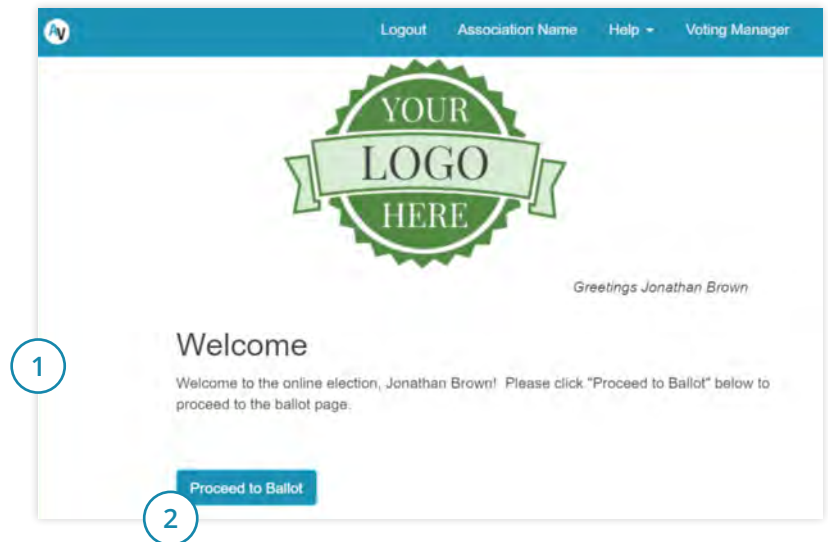 AV Logout Association Name Help Voting Manager
YOUR
LOGO
HERE
Greetings Jonathan Brown
Welcome
1
Welcome to the online election, Jonathan Brown!  Please click "Proceed to Ballot" below to
proceed to the ballot page.
Proceed to Ballot
2